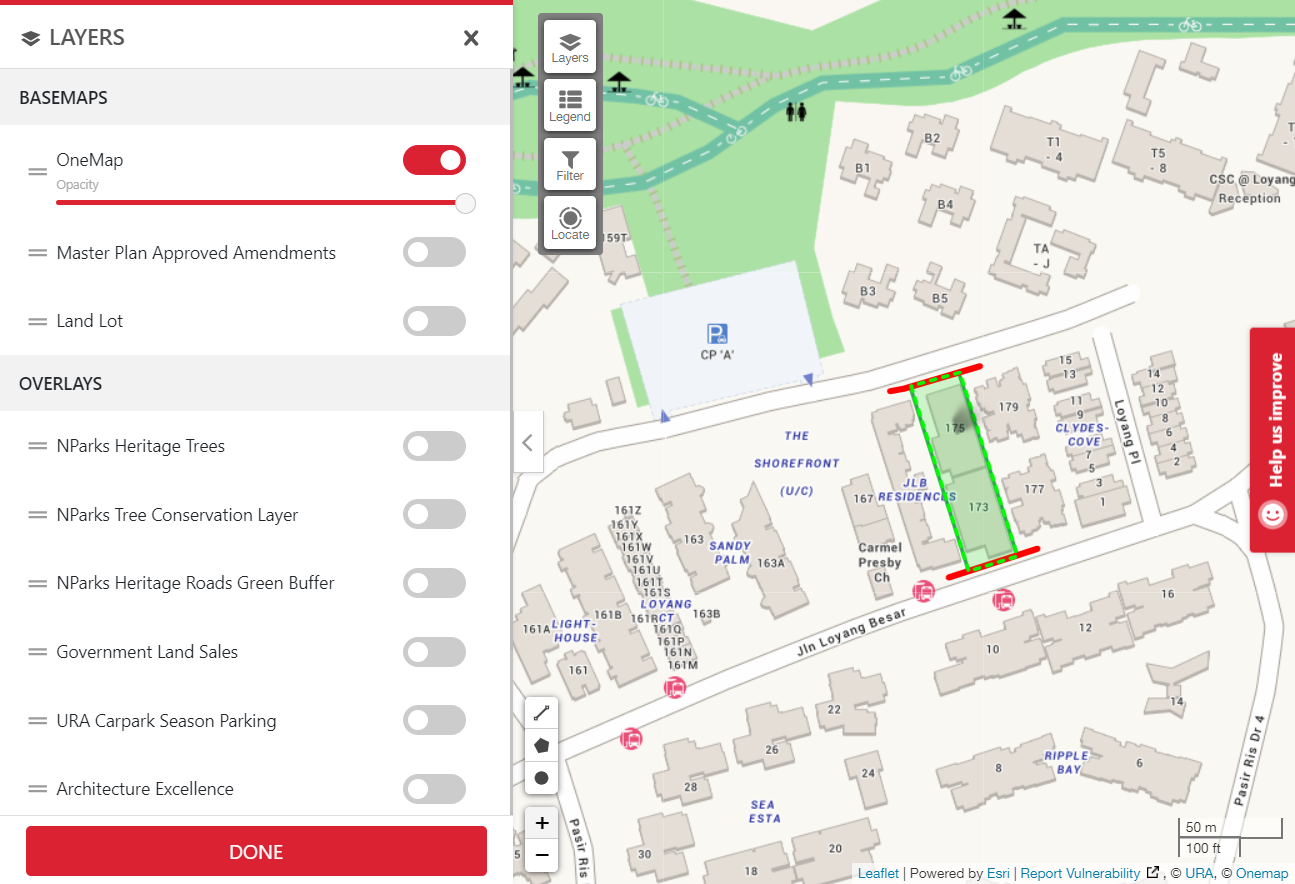 LAYERS
BASEMAPS
OneMap
Opacity
Master Plan Approved Amendments
Land Lot
OVERLAYS
NParks Heritage Trees
NParks Tree Conservation Layer
NParks Heritage Roads Green Buffer
Government Land Sales
URA Carpark Season Parking
Architecture Excellence
DONE
Layers
Legend
Filter
Locate
B2
T1
- 4
T5
- 8
B1
CSC @ Loyang
Reception
B4
159T
TA
- J
B3
B5
P
CP 'A'
15
13
14
12
10
8
6
4
2
11
9
CLYDES-
COVE
7
5
3
1
Loyang Pl
179
175
THE
SHOREFRONT
(U/C)
JLB
RESIDENCES
167
177
173
161Z
161Y
161X
161W
161V
161U
161T
161S
LOYANG
161RCT
161Q
161P
161N
161M
163
SANDY
PALM
163A
163B
Carmel
Presby
Ch
161A
LIGHT-
HOUSE
161B
161
Jln Loyang Besar
16
12
10
14
22
26
28
24
RIPPLE
BAY
8
6
SEA
ESTA
30
20
18
5
Pasir Ris
Pasir Ris Dr 4
Help us improve
+
−
50 m
100 ft
Leaflet | Powered by Esri | Report Vulnerability , © URA, © Onemap